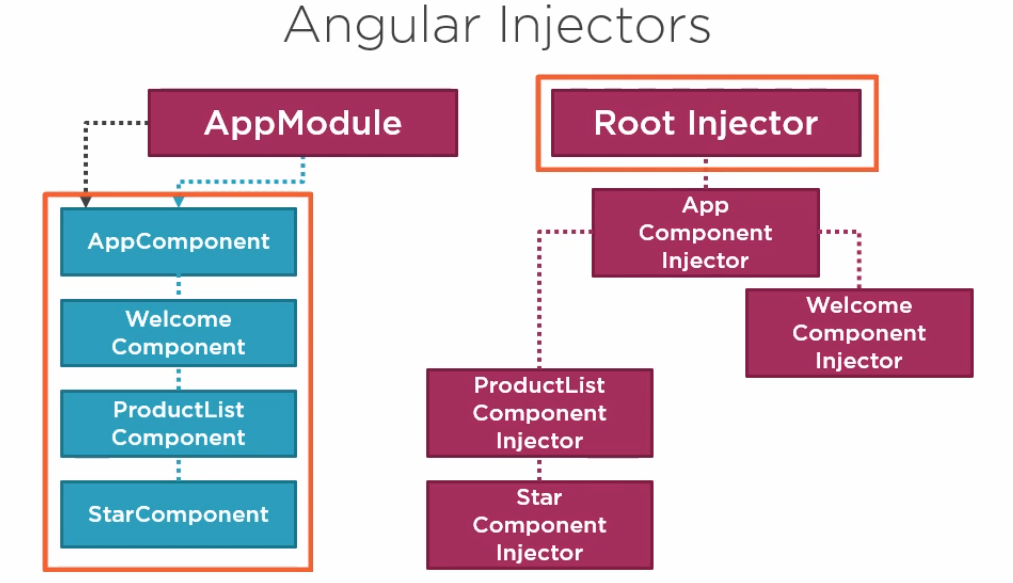 Angular Injectors
AppModule
AppComponent
Welcome
Component
ProductList
Component
StarComponent
Root Injector
App
Component
Injector
Welcome
Component
Injector
ProductList
Component
Injector
Star
Component
Injector